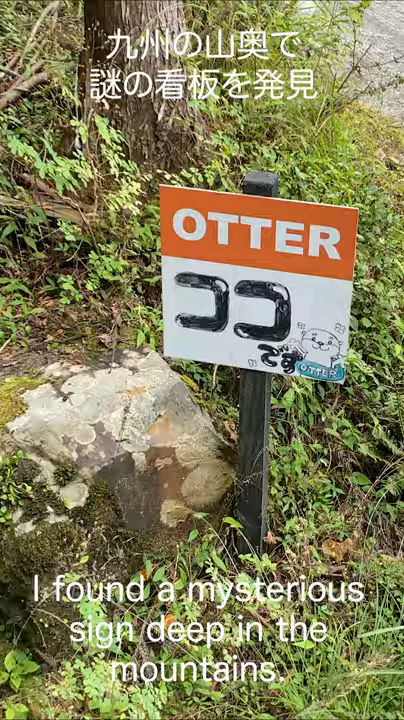 九州の山奥で
謎の看板を発見
OTTER
ココ
です
OTTER
I found a mysterious
sign deep in the
mountains.